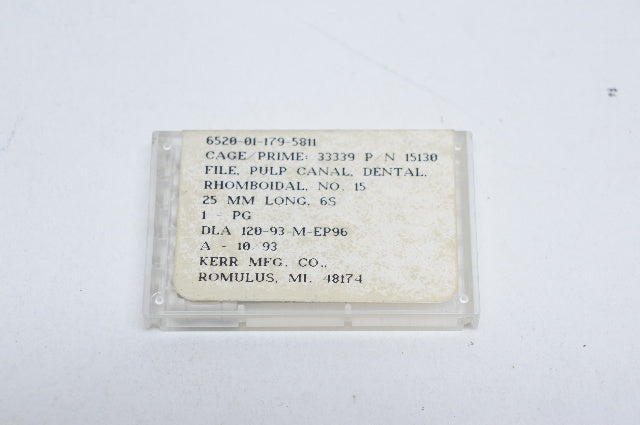 6520-01-179-5811
CAGE/PRIME: 33339 P/N 15130
FILE, PULP CANAL, DENTAL,
RHOMBOIDAL, NO. 15
25 MM LONG, 6S
1 - PG
DLA 120-93-M-EP96
A - 10/93
KERR MFG. CO.,
ROMULUS, MI. 48174